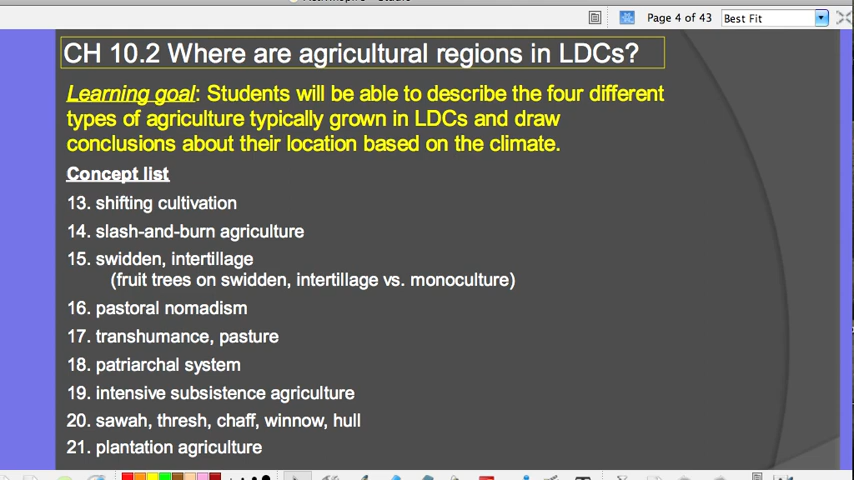 Page 4 of 43
Best Fit
CH 10.2 Where are agricultural regions in LDCs?
Learning goal: Students will be able to describe the four different
types of agriculture typically grown in LDCs and draw
conclusions about their location based on the climate.
Concept list
13. shifting cultivation
14. slash-and-burn agriculture
15. swidden, intertillage
(fruit trees on swidden, intertillage vs. monoculture)
16. pastoral nomadism
17. transhumance, pasture
18. patriarchal system
19. intensive subsistence agriculture
20. sawah, thresh, chaff, winnow, hull
21. plantation agriculture